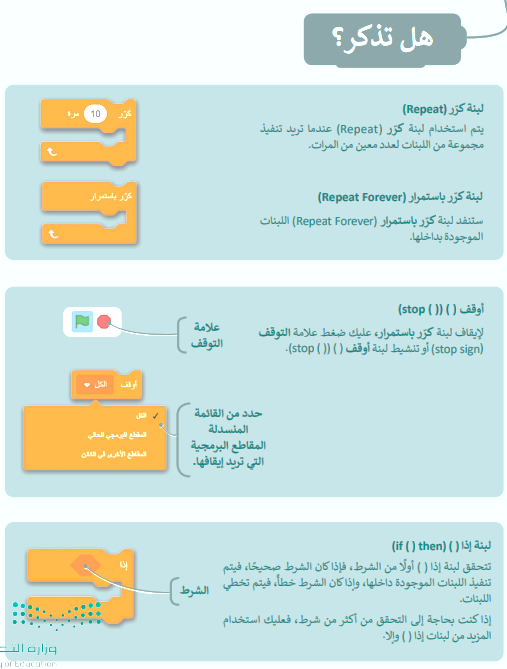 هل تذكر؟
لبنة كرّر (Repeat)
يتم استخدام لبنة كرّر (Repeat) عندما تريد تنفيذ
مجموعة من اللبنات لعدد معين من المرات.
كرّر 10 مرة
لبنة كرّر باستمرار (Repeat Forever)
ستنفذ لبنة كرّر باستمرار (Repeat Forever) اللبنات
الموجودة بداخلها.
كرّر باستمرار
أوقف ( ) (stop ( ))
لإيقاف لبنة كرّر باستمرار، عليك ضغط علامة التوقف
(stop sign) أو تنشيط لبنة أوقف ( ) (stop ( )).
علامة
التوقف
أوقف الكل
✓ الكل
المقطع البرمجي الحالي
المقاطع الأخرى في الكائن
حدد من القائمة
المنسدلة
المقاطع البرمجية
التي تريد إيقافها.
لبنة إذا ( ) (if ( ) then)
تتحقق لبنة إذا ( ) أولًا من الشرط، فإذا كان الشرط صحيحًا، فيتم
تنفيذ اللبنات الموجودة داخلها، وإذا كان الشرط خطأً، فيتم تخطي
اللبنات.
إذا كنت بحاجة إلى التحقق من أكثر من شرط، فعليك استخدام
المزيد من لبنات إذا ( ) وإلا.
إذا
الشرط
وزارة التعـ
y of Education